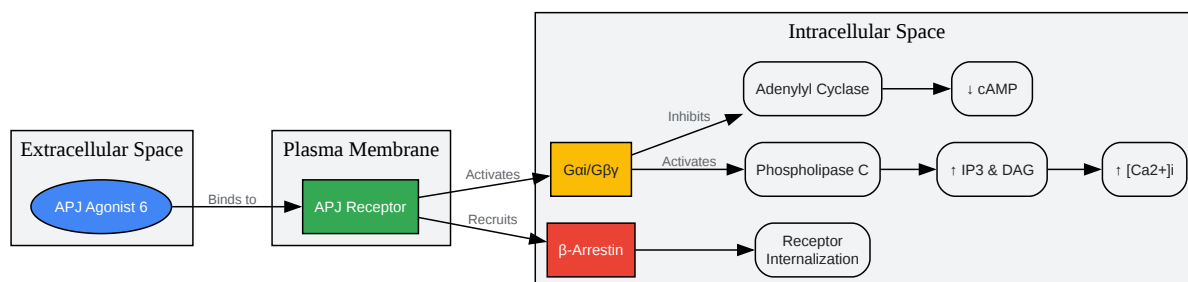 Intracellular Space
Adenylyl Cyclase
↓ cAMP
Inhibits
Extracellular Space
Plasma Membrane
Activates
Gαi/Gβγ
Activates
Phospholipase C
↑ IP3 & DAG
↑ [Ca2+]i
APJ Agonist 6
Binds to
APJ Receptor
Recruits
β-Arrestin
Receptor
Internalization